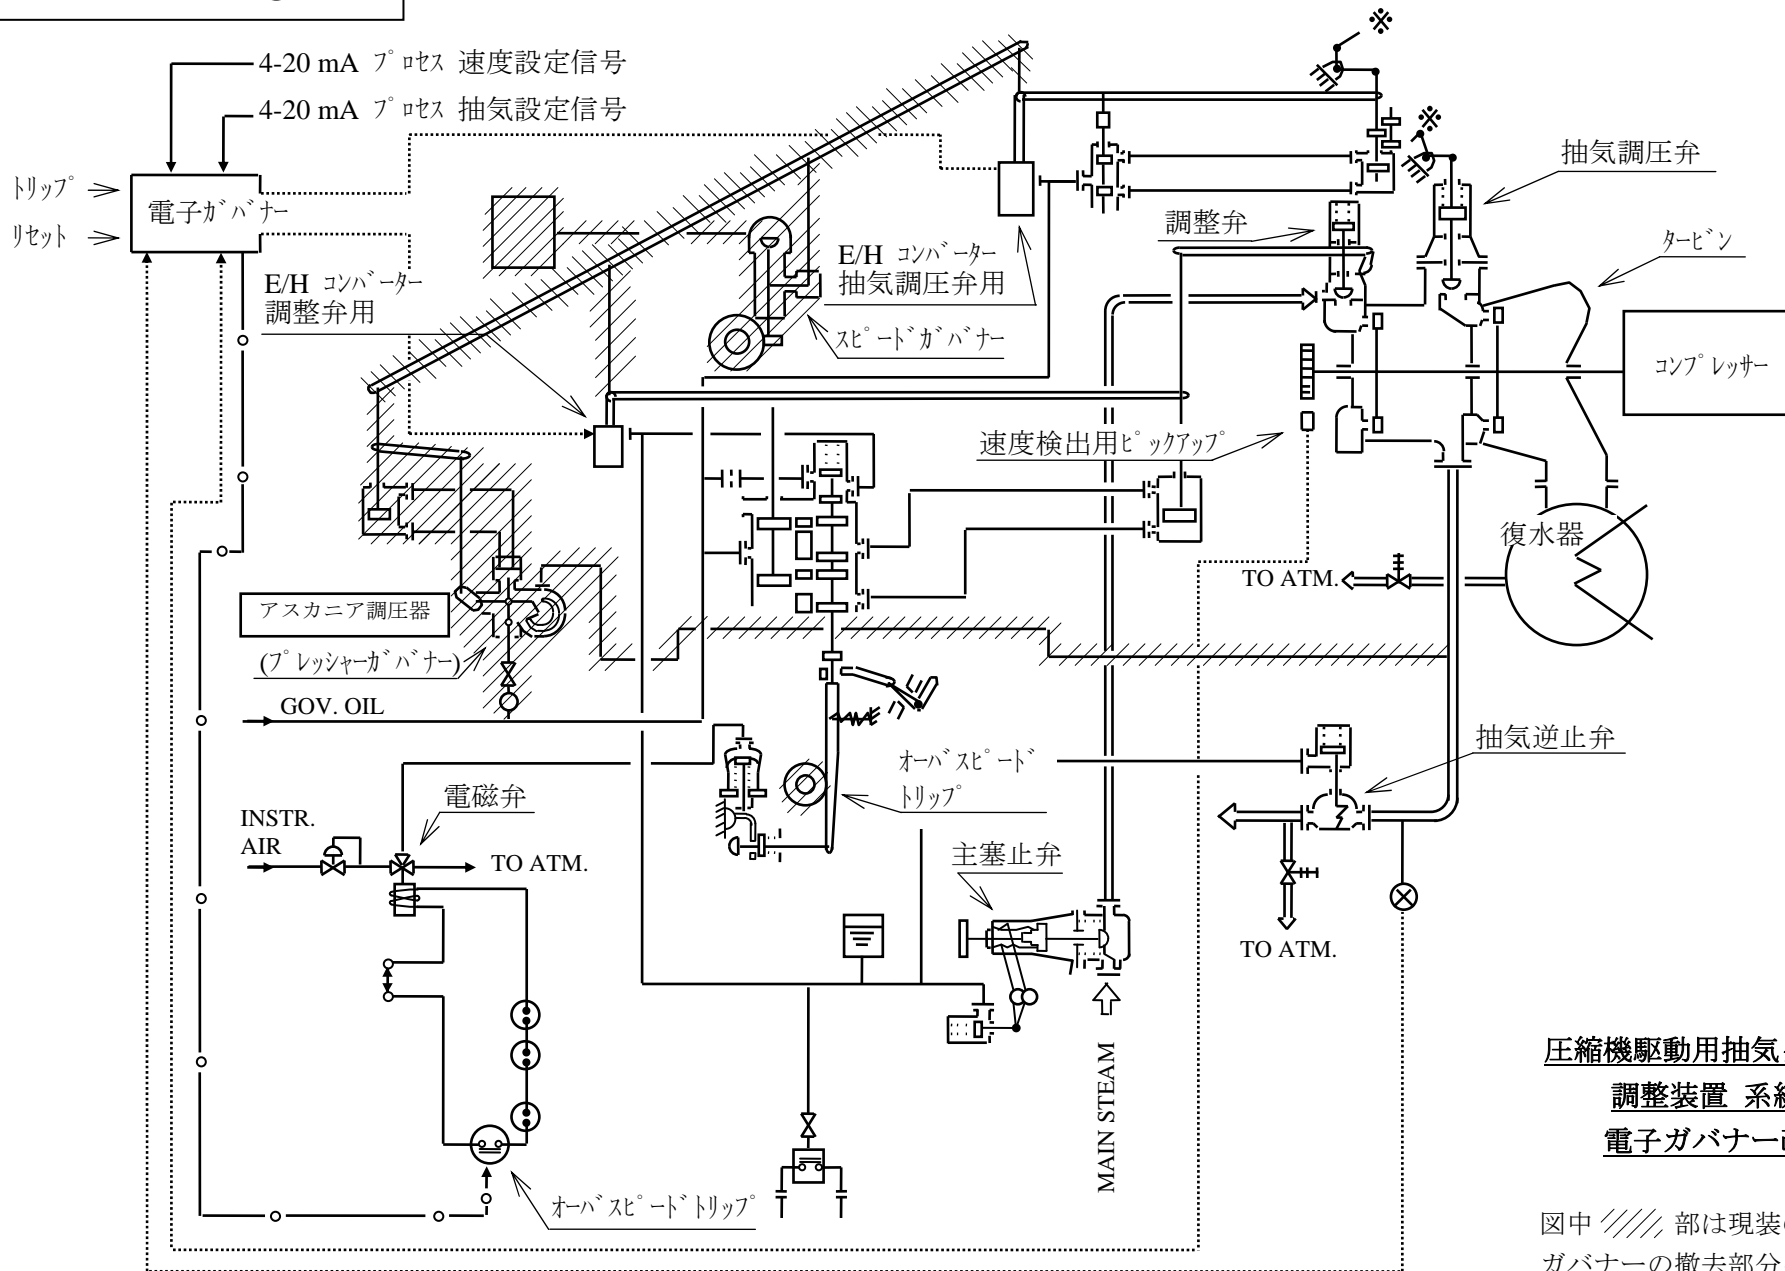 4-20 mA プロセス 速度設定信号
4-20 mA プロセス 抽気設定信号
トリップ
リセット
電子ガバナー
E/H コンバーター
調整弁用
E/H コンバーター
抽気調圧弁用
スピードガバナー
※
※
抽気調圧弁
調整弁
タービン
コンプレッサー
速度検出用ピックアップ
復水器
TO ATM.
アスカニア調圧器
(プレッシャーガバナー)
GOV. OIL
オーバスピード
トリップ
抽気逆止弁
電磁弁
INSTR.
AIR
TO ATM.
主塞止弁
TO ATM.
MAIN STEAM
オーバスピードトリップ
圧縮機駆動用抽気
調整装置 系統
電子ガバナー
図中 部は現装
ガバナーの撤去部分